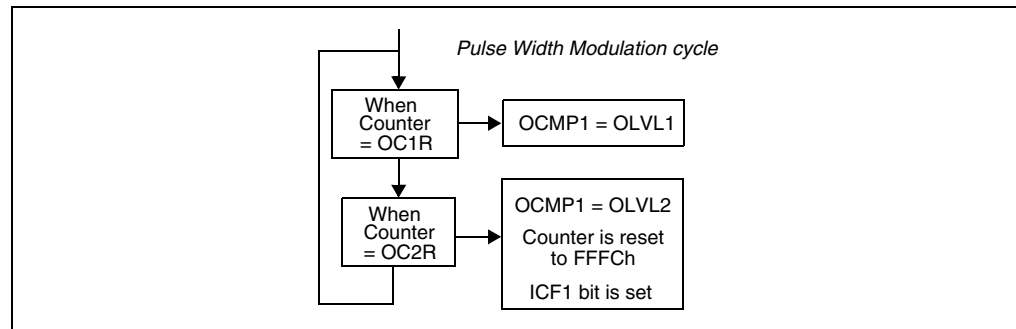 Pulse Width Modulation cycle
When
Counter
= OC1R
OCMP1 = OLVL1
When
Counter
= OC2R
OCMP1 = OLVL2
Counter is reset
to FFFCh
ICF1 bit is set